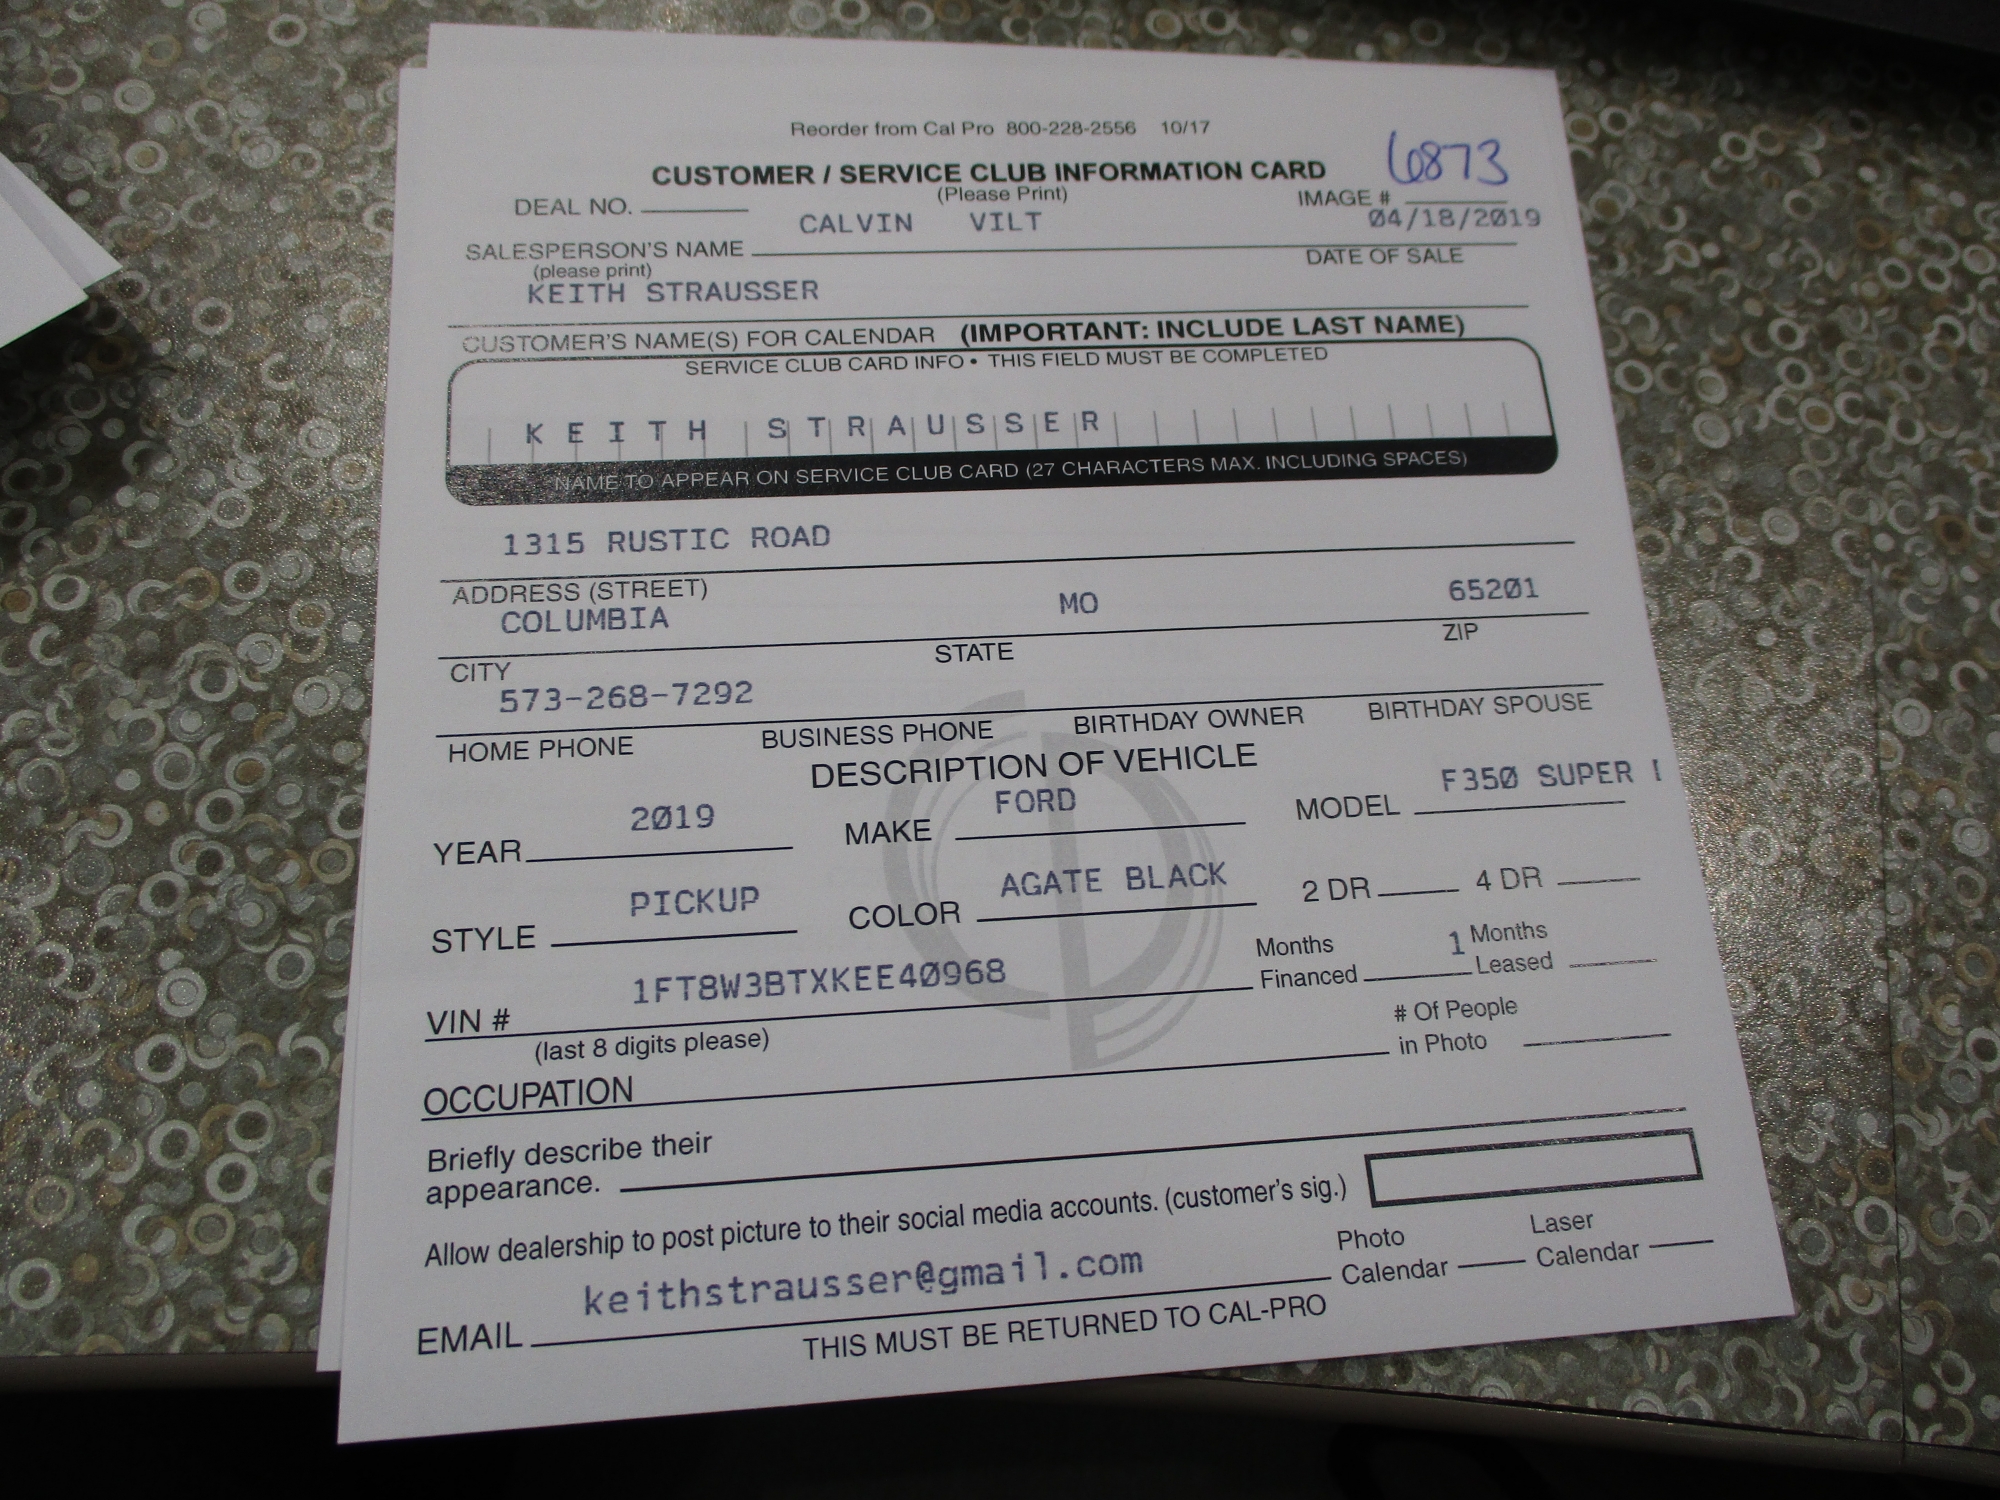 Reorder from Cal Pro 800-228-2556 10/17
CUSTOMER / SERVICE CLUB INFORMATION CARD 6873
(Please Print)
DEAL NO. IMAGE #
CALVIN VILT 04/18/2019
SALESPERSON'S NAME DATE OF SALE
(please print)
KEITH STRAUSSER
CUSTOMER'S NAME(S) FOR CALENDAR (IMPORTANT: INCLUDE LAST NAME)
SERVICE CLUB CARD INFO • THIS FIELD MUST BE COMPLETED
KEITH STRAUSSER
NAME TO APPEAR ON SERVICE CLUB CARD (27 CHARACTERS MAX. INCLUDING SPACES)
1315 RUSTIC ROAD
ADDRESS (STREET)
COLUMBIA MO 65201
CITY STATE ZIP
573-268-7292
HOME PHONE BUSINESS PHONE BIRTHDAY OWNER BIRTHDAY SPOUSE
DESCRIPTION OF VEHICLE
YEAR 2019 MAKE FORD MODEL F350 SUPER
STYLE PICKUP COLOR AGATE BLACK 2 DR 4 DR
VIN # 1FT8W3BTXKEE40968 Months Financed 1 Months Leased
(last 8 digits please)
# Of People in Photo
OCCUPATION
Briefly describe their
appearance.
Allow dealership to post picture to their social media accounts. (customer's sig.)
EMAIL keithstrausser@gmail.com Photo Calendar Laser Calendar
THIS MUST BE RETURNED TO CAL-PRO